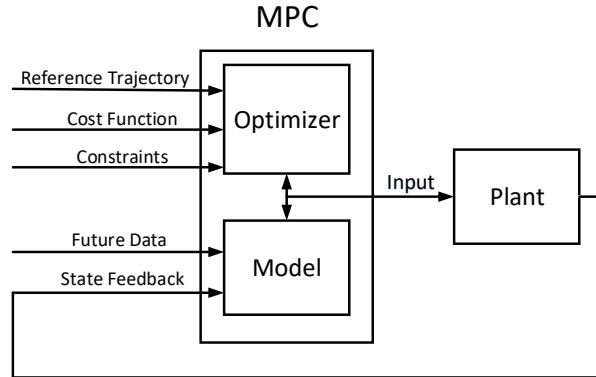 MPC
Reference Trajectory
Cost Function
Constraints
Optimizer
Input
Plant
Future Data
State Feedback
Model